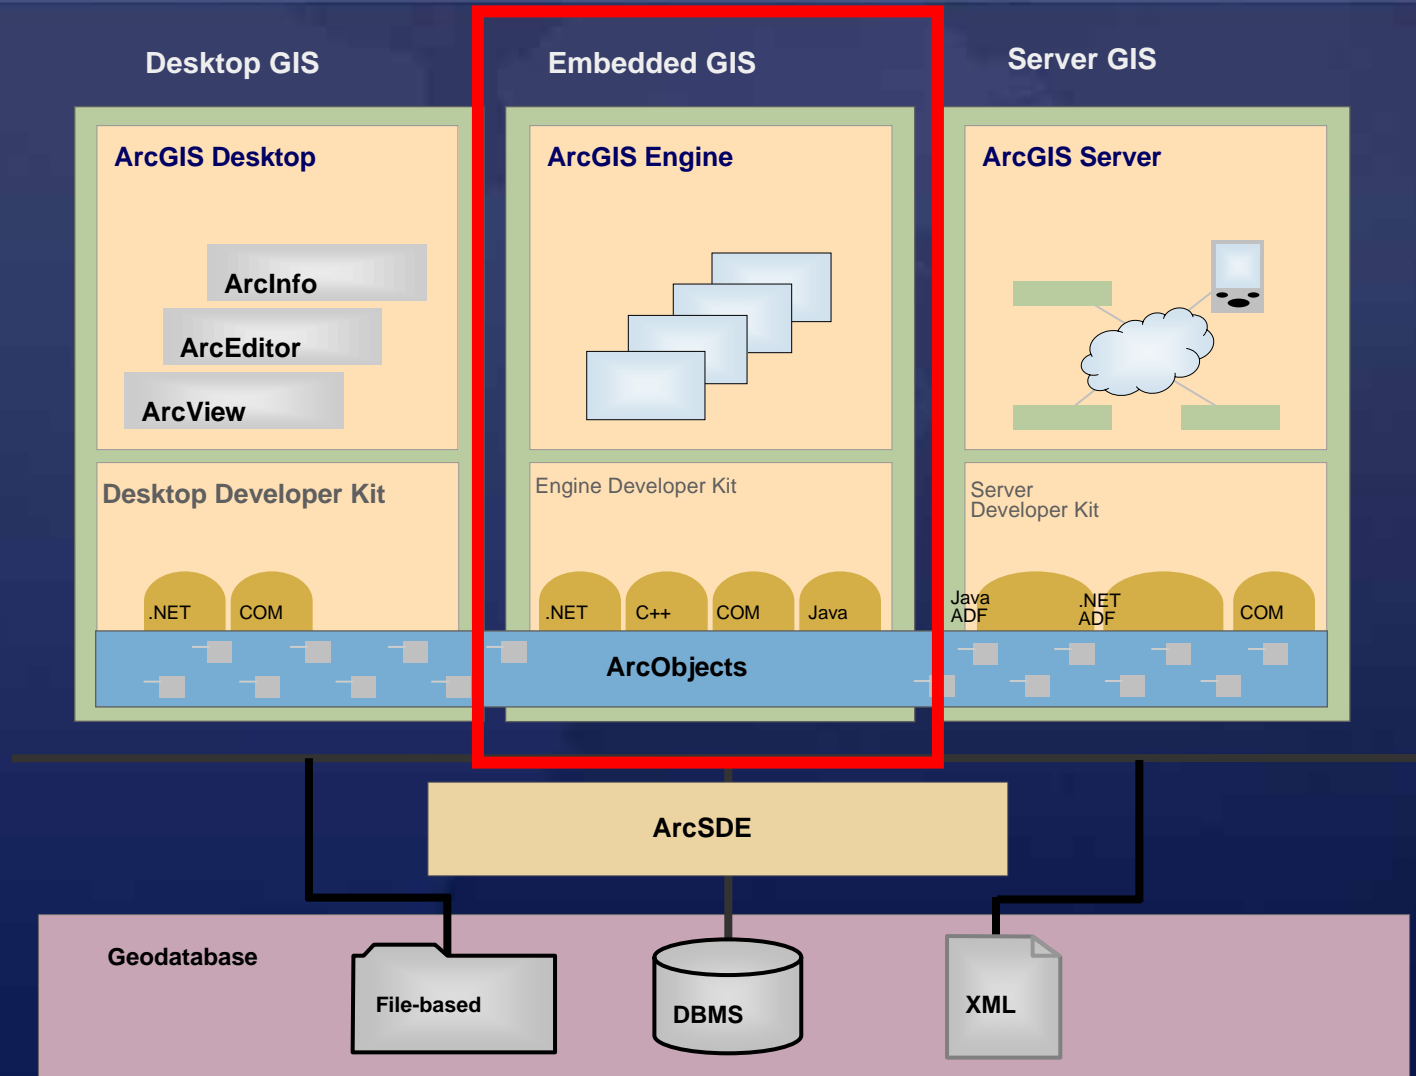 Desktop GIS
Embedded GIS
Server GIS
ArcGIS Desktop
ArcInfo
ArcEditor
ArcView
ArcGIS Engine
ArcGIS Server
Desktop Developer Kit
.NET
COM
Engine Developer Kit
.NET
C++
COM
Java
Server
Developer Kit
Java
ADF
.NET
ADF
COM
ArcObjects
ArcSDE
Geodatabase
File-based
DBMS
XML